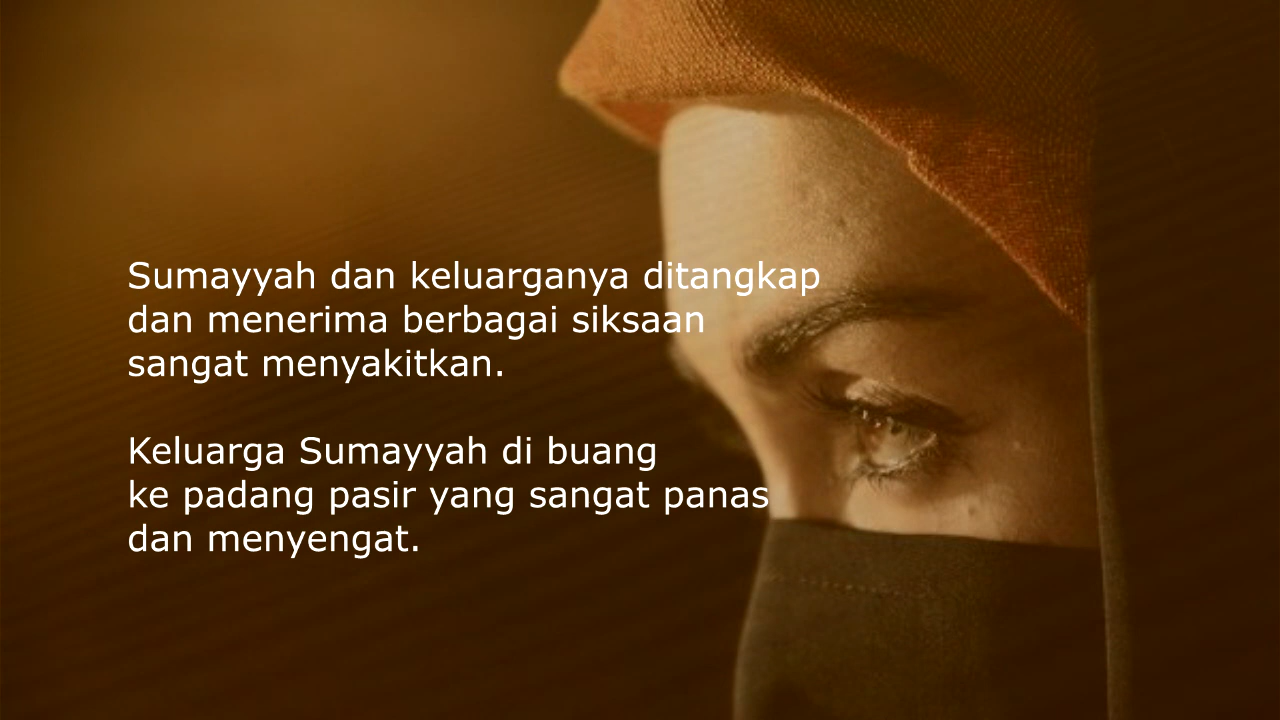 Sumayyah dan keluarganya ditangkap
dan menerima berbagai siksaan
sangat menyakitkan.
Keluarga Sumayyah di buang
ke padang pasir yang sangat panas
dan menyengat.